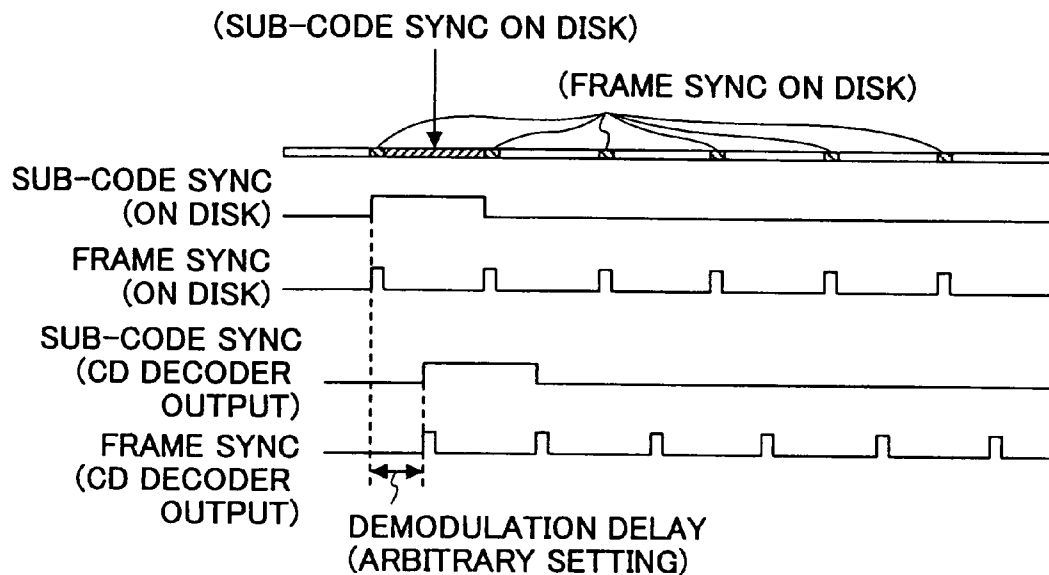 (SUB-CODE SYNC ON DISK)
(FRAME SYNC ON DISK)
SUB-CODE SYNC
(ON DISK)
FRAME SYNC
(ON DISK)
SUB-CODE SYNC
(CD DECODER
OUTPUT)
FRAME SYNC
(CD DECODER
OUTPUT)
DEMODULATION DELAY
(ARBITRARY SETTING)